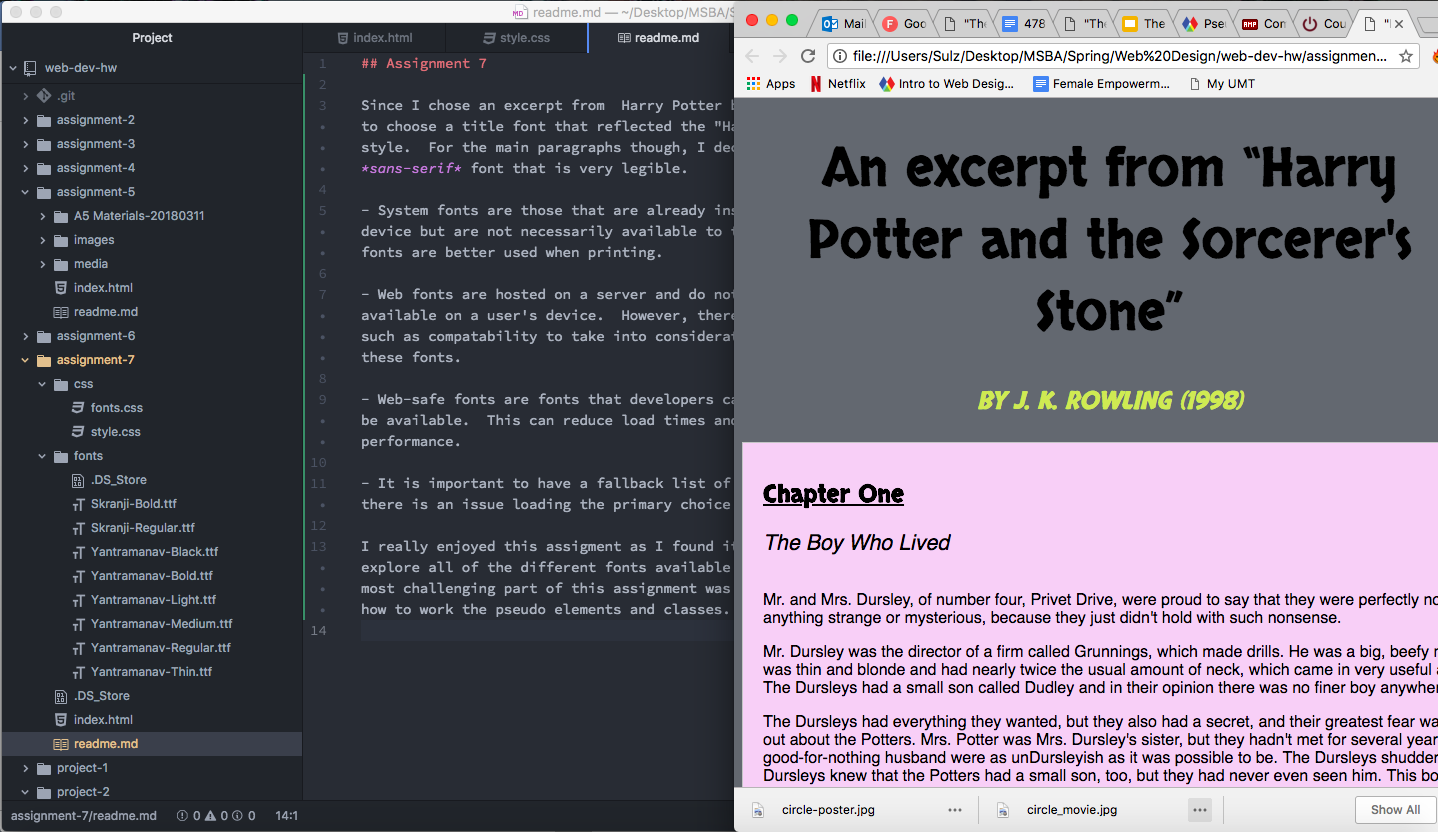 readme.md — ~/Desktop/MSBA/S
Project
web-dev-hw
.git
assignment-2
assignment-3
assignment-4
assignment-5
A5 Materials-20180311
images
media
index.html
readme.md
assignment-6
assignment-7
css
fonts.css
style.css
fonts
.DS_Store
Skranji-Bold.ttf
Skranji-Regular.ttf
Yantramanav-Black.ttf
Yantramanav-Bold.ttf
Yantramanav-Light.ttf
Yantramanav-Medium.ttf
Yantramanav-Regular.ttf
Yantramanav-Thin.ttf
.DS_Store
index.html
readme.md
project-1
project-2
assignment-7/readme.md 0 0 0 14:1
index.html style.css readme.md
1 ## Assignment 7
2
3 Since I chose an excerpt from  Harry Potter b
to choose a title font that reflected the "Ha
style.  For the main paragraphs though, I dec
*sans-serif* font that is very legible.
4
5 - System fonts are those that are already ins
device but are not necessarily available to
fonts are better used when printing.
6
7 - Web fonts are hosted on a server and do not
available on a user's device.  However, there
such as compatability to take into considerat
these fonts.
8
9 - Web-safe fonts are fonts that developers ca
be available.  This can reduce load times and
performance.
10
11 - It is important to have a fallback list of
there is an issue loading the primary choice
12
13 I really enjoyed this assigment as I found it
explore all of the different fonts available
most challenging part of this assignment was
how to work the pseudo elements and classes.
14
Mail Goo "The 478 "The The Pse Con Cou "
file:///Users/Sulz/Desktop/MSBA/Spring/Web%20Design/web-dev-hw/assignmen...
Apps Netflix Intro to Web Desig... Female Empowerm... My UMT
An excerpt from “Harry
Potter and the Sorcerer's
Stone”
BY J. K. ROWLING (1998)
Chapter One
The Boy Who Lived
Mr. and Mrs. Dursley, of number four, Privet Drive, were proud to say that they were perfectly no
anything strange or mysterious, because they just didn't hold with such nonsense.
Mr. Dursley was the director of a firm called Grunnings, which made drills. He was a big, beefy
was thin and blonde and had nearly twice the usual amount of neck, which came in very useful
The Dursleys had a small son called Dudley and in their opinion there was no finer boy anywher
The Dursleys had everything they wanted, but they also had a secret, and their greatest fear wa
out about the Potters. Mrs. Potter was Mrs. Dursley's sister, but they hadn't met for several year
good-for-nothing husband were as unDursleyish as it was possible to be. The Dursleys shudder
Dursleys knew that the Potters had a small son, too, but they had never even seen him. This bo
circle-poster.jpg ... circle_movie.jpg ... Show All